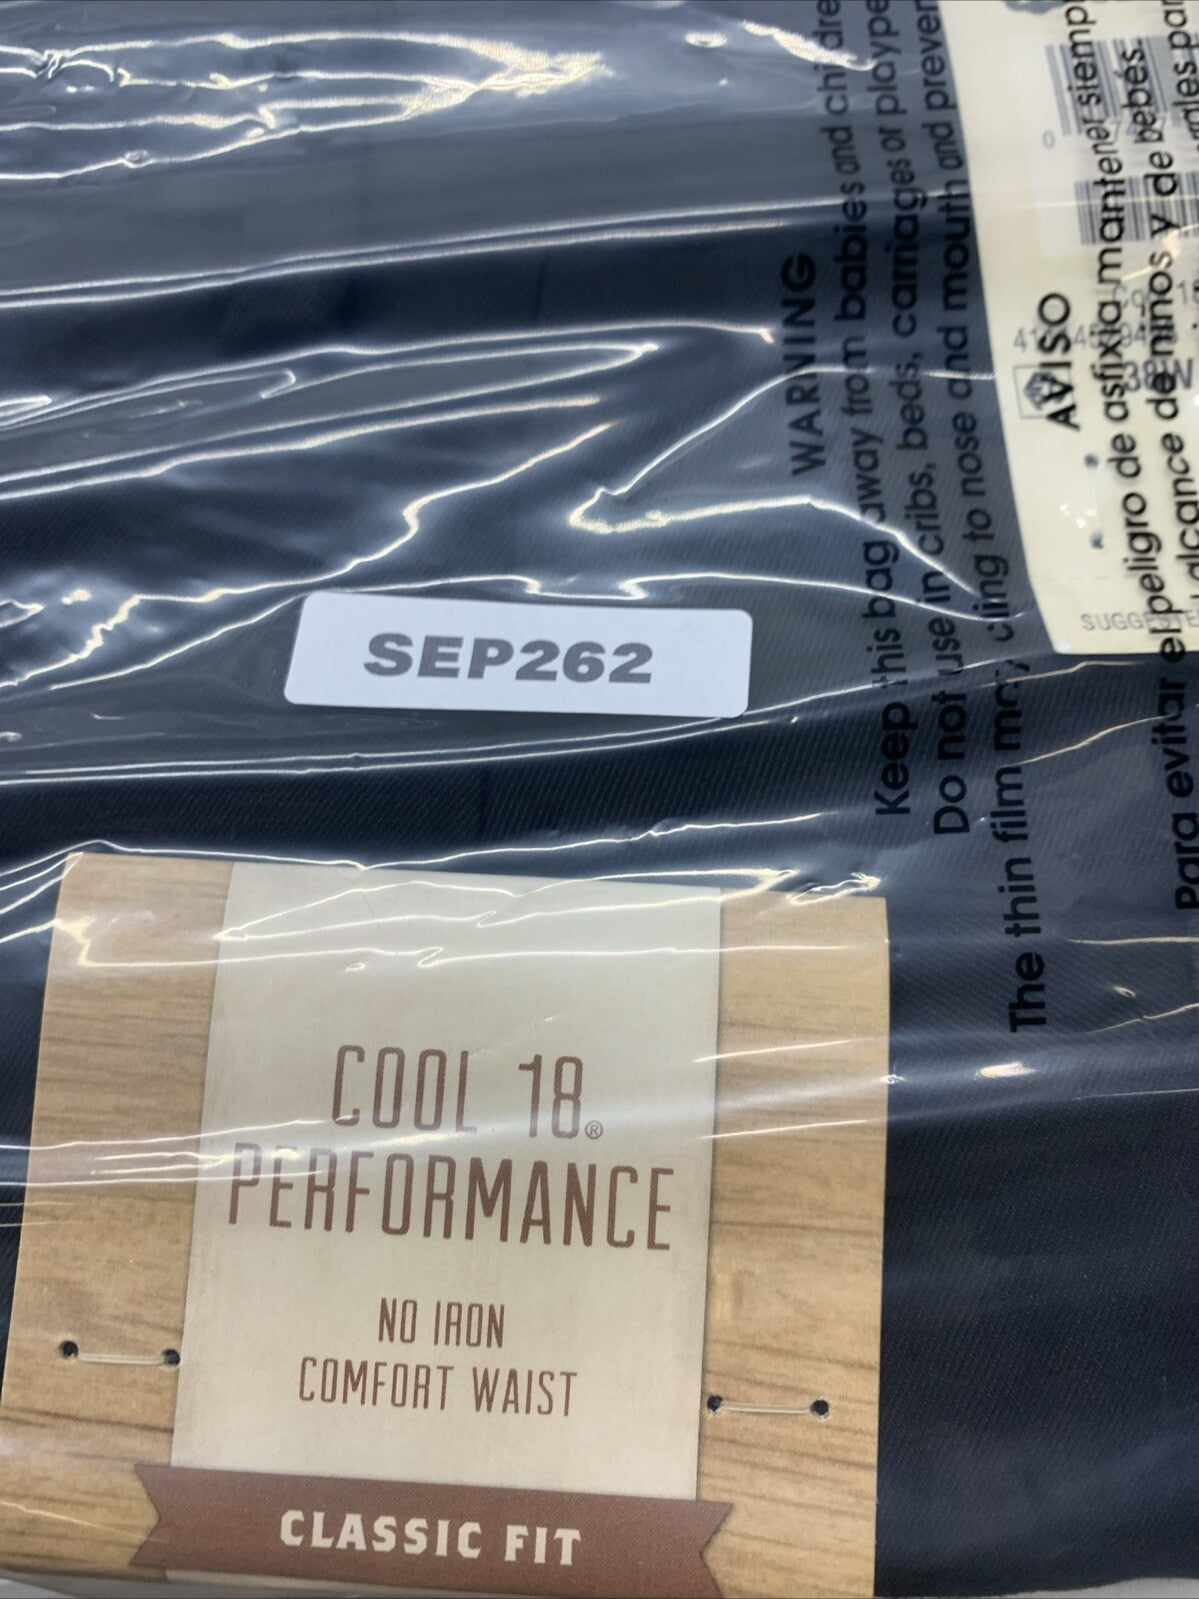 WARNING
Keep this bag away from babies and children
Do not use in cribs, beds, carriages or
The thin film may cling to nose and mouth and prevent
AVISO
Para evitar el peligro de asfixia mantener siempre
alcance de niños y de bebés.
38W
SEP262
COOL 18®
PERFORMANCE
NO IRON
COMFORT WAIST
CLASSIC FIT